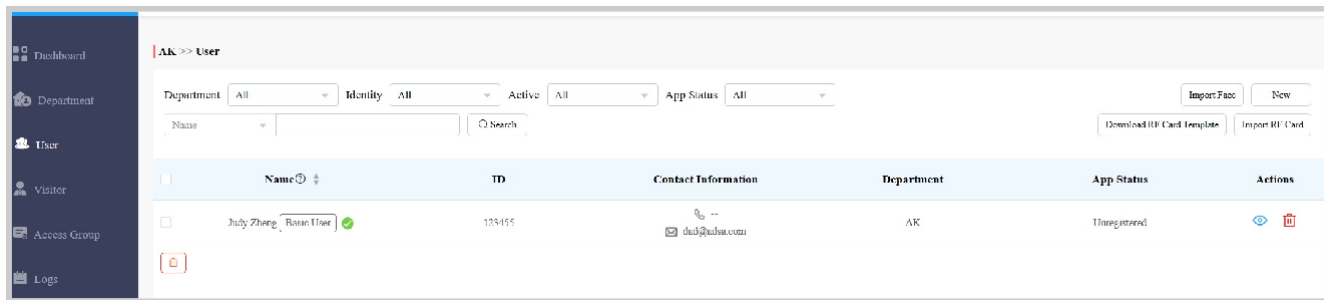 Dashboard
Department
User
Visitor
Access Group
Logs
AK >> User
Department All Identity All Active All App Status All
Import Face New
Name Search
Download RF Card Template Import RF Card
Name ID Contact Information Department App Status Actions
Judy Zheng Basic User 123455 -- AK Unregistered